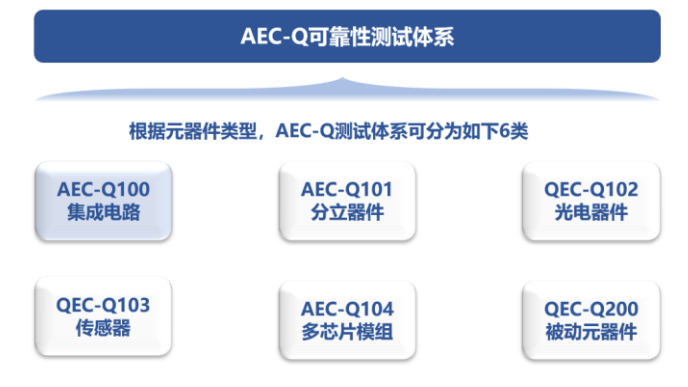 AEC-Q可靠性测试体系
根据元器件类型，AEC-Q测试体系可分为如下6类
AEC-Q100
集成电路
AEC-Q101
分立器件
QEC-Q102
光电器件
QEC-Q103
传感器
AEC-Q104
多芯片模组
QEC-Q200
被动元器件